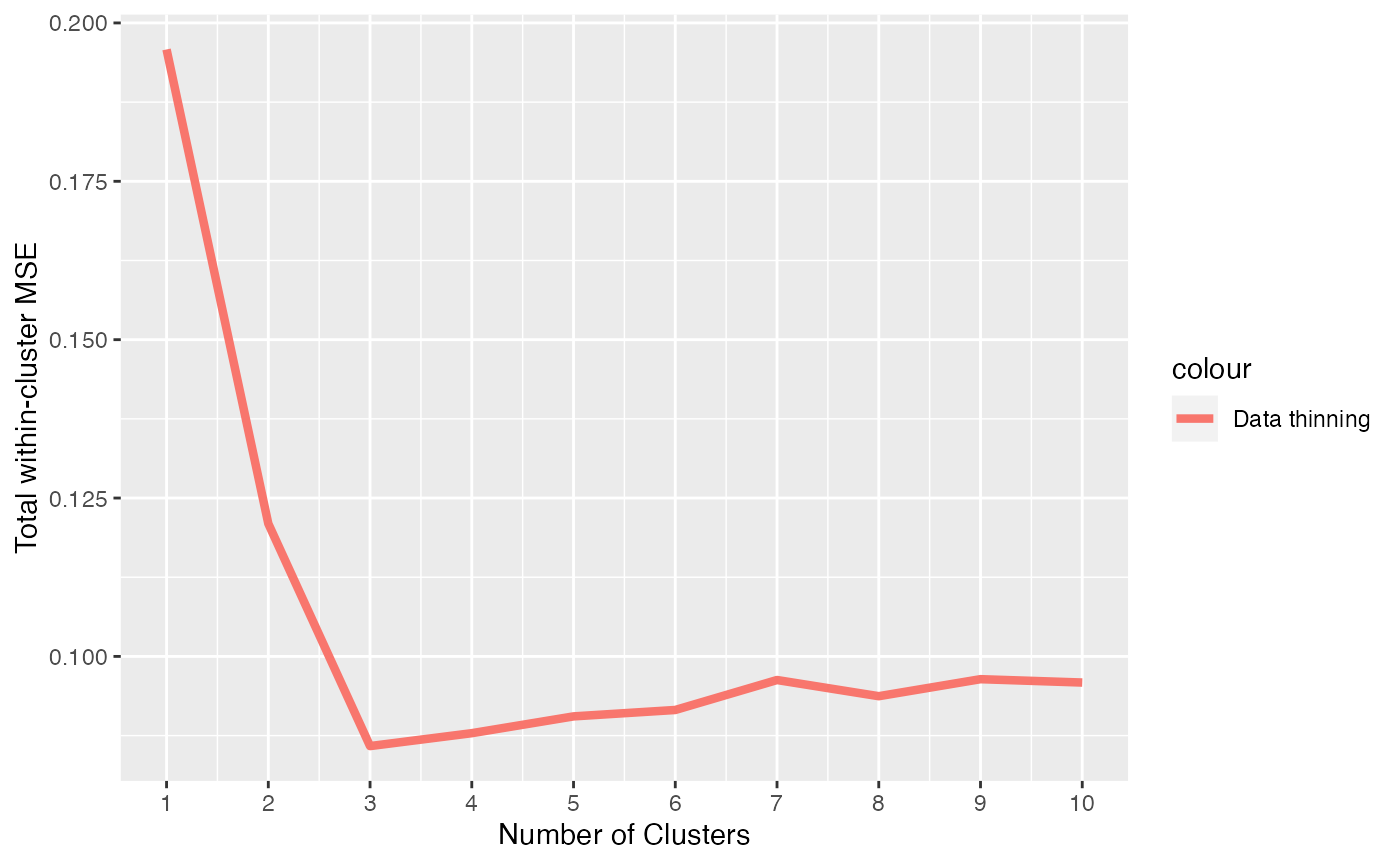 0.200
0.175
0.150
0.125
0.100
Total within-cluster MSE
1 2 3 4 5 6 7 8 9 10
Number of Clusters
colour
Data thinning